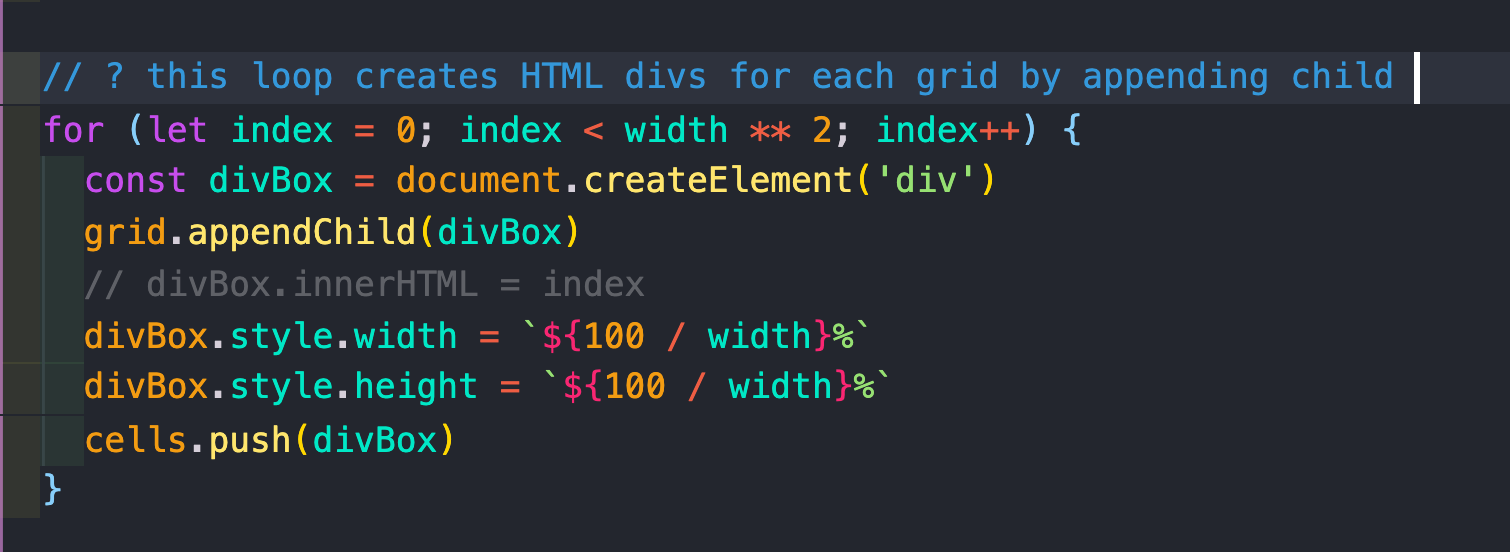 // ? this loop creates HTML divs for each grid by appending child
for (let index = 0; index < width ** 2; index++) {
  const divBox = document.createElement('div')
  grid.appendChild(divBox)
  // divBox.innerHTML = index
  divBox.style.width = `${100 / width}%`
  divBox.style.height = `${100 / width}%`
  cells.push(divBox)
}